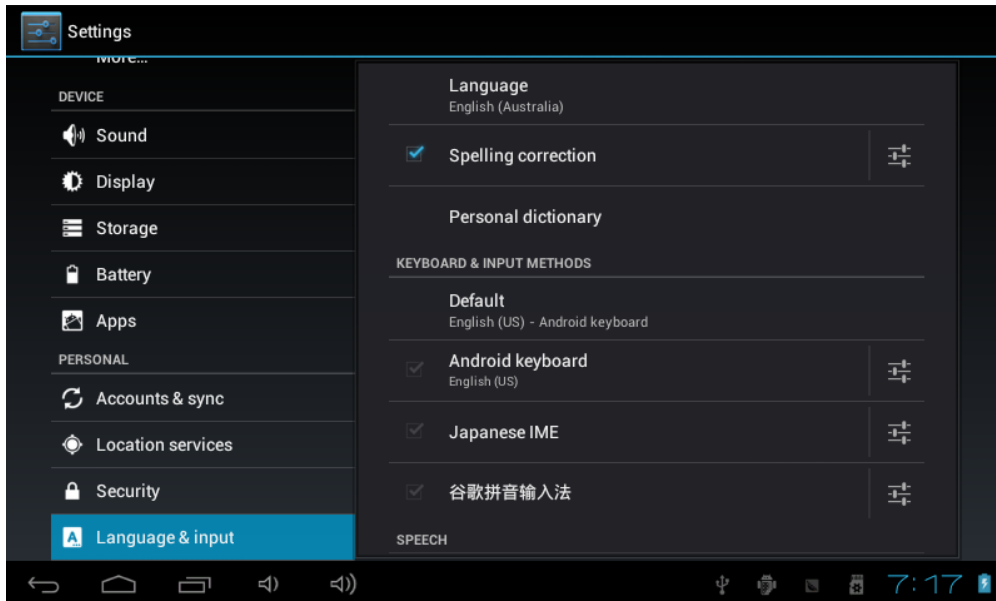 Settings
More...
DEVICE
Sound
Display
Storage
Battery
Apps
PERSONAL
Accounts & sync
Location services
Security
Language & input
Language
English (Australia)
Spelling correction
Personal dictionary
KEYBOARD & INPUT METHODS
Default
English (US) - Android keyboard
Android keyboard
English (US)
Japanese IME
谷歌拼音输入法
SPEECH
7:17